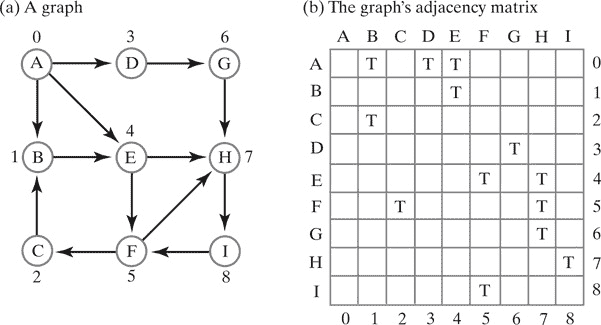 (a) A graph
0 3 6
A D G
4
1 B E H 7
C F I
2 5 8
(b) The graph's adjacency matrix
A B C D E F G H I
A T T T 0
B T 1
C T 2
D T 3
E T T 4
F T T 5
G T 6
H T 7
I T 8
0 1 2 3 4 5 6 7 8